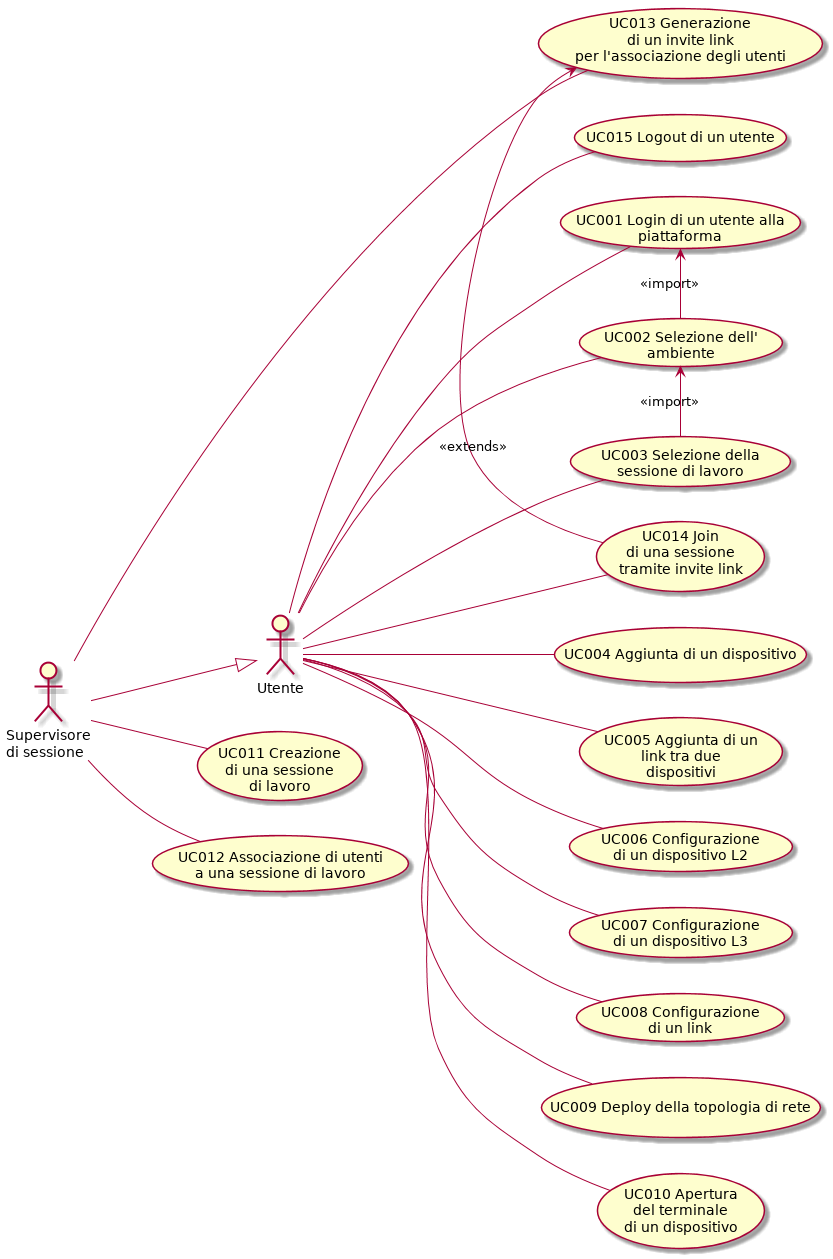 UC013 Generazione
di un invite link
per l'associazione degli utenti
UC015 Logout di un utente
UC001 Login di un utente alla
piattaforma
«import»
UC002 Selezione dell'
ambiente
«import»
«extends»
UC003 Selezione della
sessione di lavoro
UC014 Join
di una sessione
tramite invite link
UC004 Aggiunta di un dispositivo
Utente
Supervisore
di sessione
UC005 Aggiunta di un
link tra due
dispositivi
UC011 Creazione
di una sessione
di lavoro
UC006 Configurazione
di un dispositivo L2
UC012 Associazione di utenti
a una sessione di lavoro
UC007 Configurazione
di un dispositivo L3
UC008 Configurazione
di un link
UC009 Deploy della topologia di rete
UC010 Apertura
del terminale
di un dispositivo